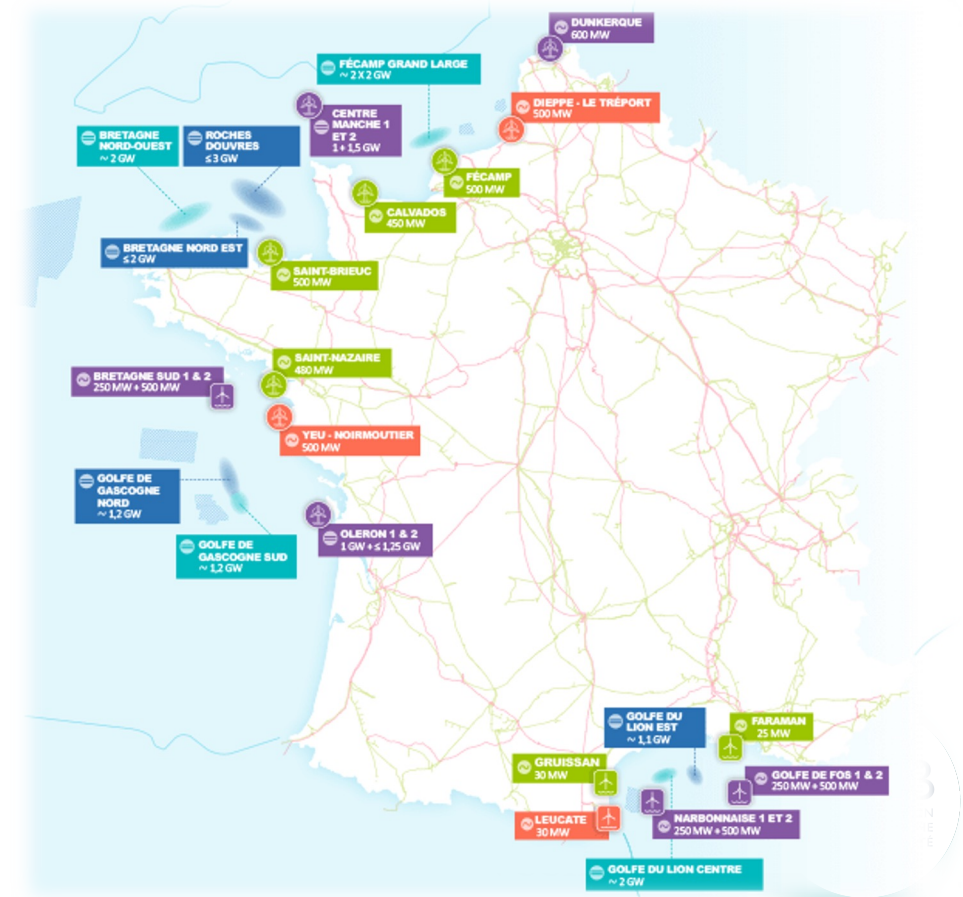 DUNKERQUE
600 MW
FÉCAMP GRAND LARGE
~ 2 X 2 GW
DIEPPE - LE TRÉPORT
500 MW
CENTRE
MANCHE 1
ET 2
1 + 1,5 GW
BRETAGNE
NORD-OUEST
~ 2 GW
ROCHES
DOUVRES
≤ 3 GW
FÉCAMP
500 MW
CALVADOS
450 MW
BRETAGNE NORD EST
≤ 2 GW
SAINT-BRIEUC
500 MW
SAINT-NAZAIRE
480 MW
BRETAGNE SUD 1 & 2
250 MW + 500 MW
YEU - NOIRMOUTIER
500 MW
GOLFE DE
GASCOGNE
NORD
~ 1,2 GW
OLERON 1 & 2
1 GW + ≤ 1,25 GW
GOLFE DE
GASCOGNE SUD
~ 1,2 GW
GOLFE DU
LION EST
~ 1,1 GW
FARAMAN
25 MW
GRUISSAN
30 MW
GOLFE DE FOS 1 & 2
250 MW + 500 MW
LEUCATE
30 MW
NARBONNAISE 1 ET 2
250 MW + 500 MW
GOLFE DU LION CENTRE
~ 2 GW